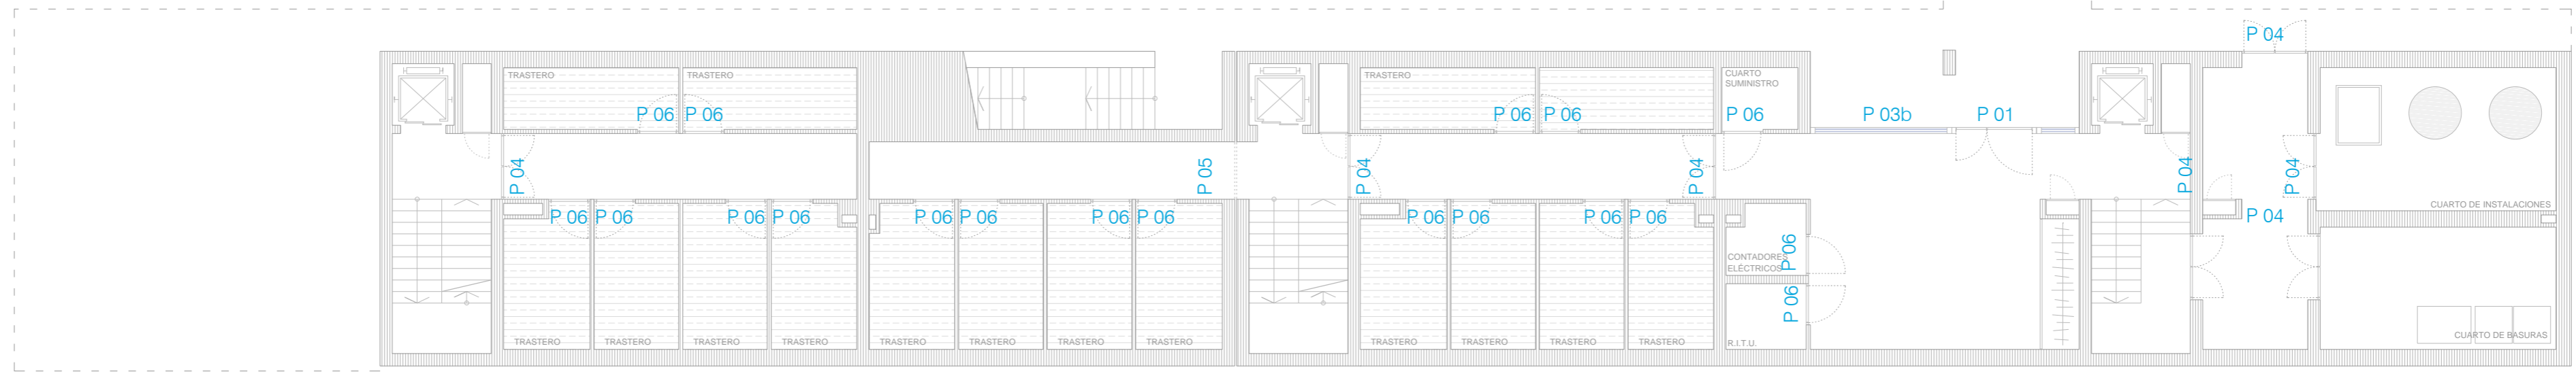 P 04
TRASTERO TRASTERO TRASTERO CUARTO
SUMINISTRO
P 06 P 06 P 06 P 06 P 06 P 03b P 01
P 04 P 05 P 04 P 04 P 04 P 04
P 06 P 06 P 06 P 06 P 06 P 06 P 06 P 06 P 06 P 06 P 06 P 06 P 04
CUARTO DE INSTALACIONES
P 06
CONTADORES
ELÉCTRICOS
P 06
TRASTERO TRASTERO TRASTERO TRASTERO TRASTERO TRASTERO TRASTERO TRASTERO TRASTERO TRASTERO TRASTERO TRASTERO R.I.T.U.
CUARTO DE BASURAS